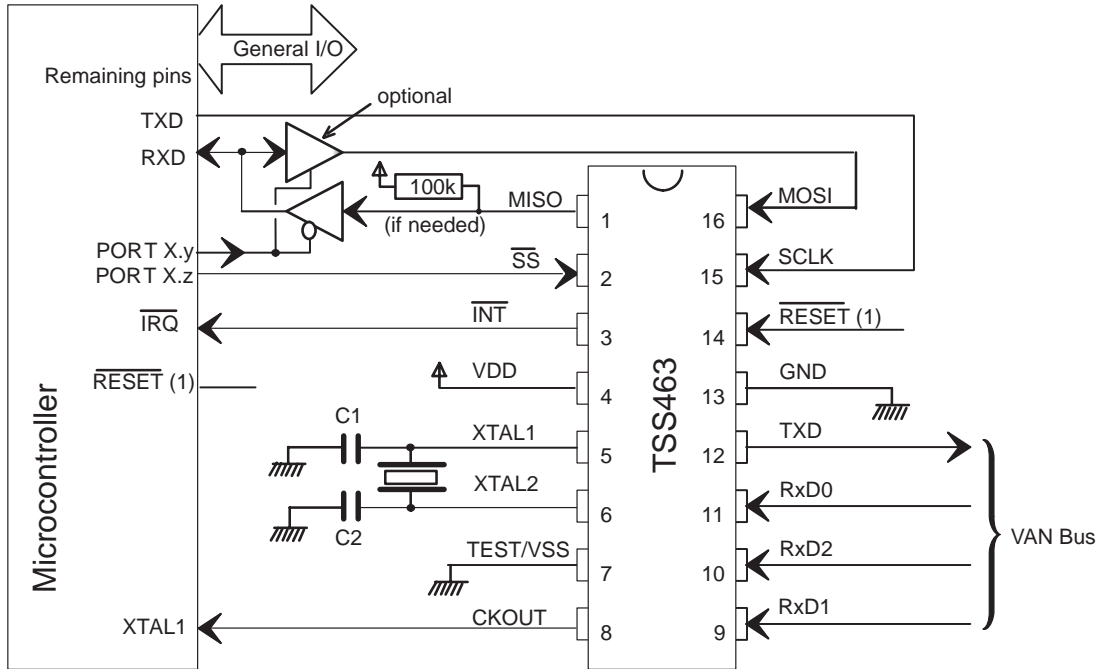 General I/O
Remaining pins
optional
TXD
RXD
100k
(if needed)
MISO
PORT X.y
PORT X.z
SS
IRQ
INT
RESET (1)
VDD
C1
XTAL1
XTAL2
C2
TEST/VSS
XTAL1
CKOUT
Microcontroller
1
2
3
4
5
6
7
8
TSS463
16
15
14
13
12
11
10
9
MOSI
SCLK
RESET (1)
GND
TXD
RxD0
RxD2
RxD1
VAN Bus